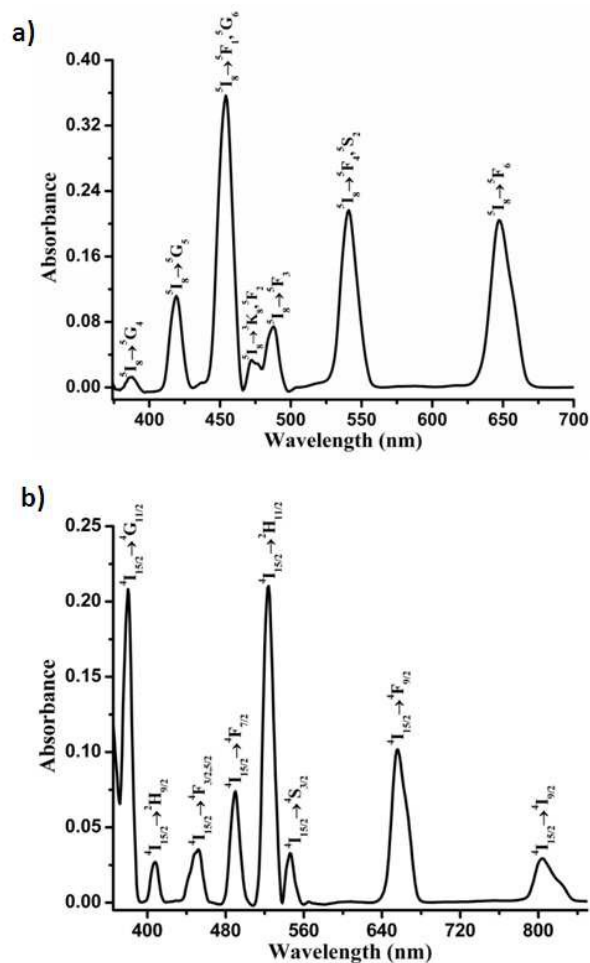 a)
⁵I₈→⁵G₄
⁵I₈→⁵G₅
⁵I₈→⁵F₁,⁵G₆
⁵I₈→³K₈,⁵F₂
⁵I₈→⁵F₃
⁵I₈→⁵F₄,⁵S₂
⁵I₈→⁵F₆
Absorbance
0.40
0.32
0.24
0.16
0.08
0.00
400 450 500 550 600 650 700
Wavelength (nm)
b)
⁴I₁₅/₂→⁴G₁₁/₂
⁴I₁₅/₂→²H₉/₂
⁴I₁₅/₂→⁴F₃/₂,₅/₂
⁴I₁₅/₂→⁴F₇/₂
⁴I₁₅/₂→²H₁₁/₂
⁴I₁₅/₂→⁴S₃/₂
⁴I₁₅/₂→⁴F₉/₂
⁴I₁₅/₂→⁴I₉/₂
Absorbance
0.25
0.20
0.15
0.10
0.05
0.00
400 480 560 640 720 800
Wavelength (nm)